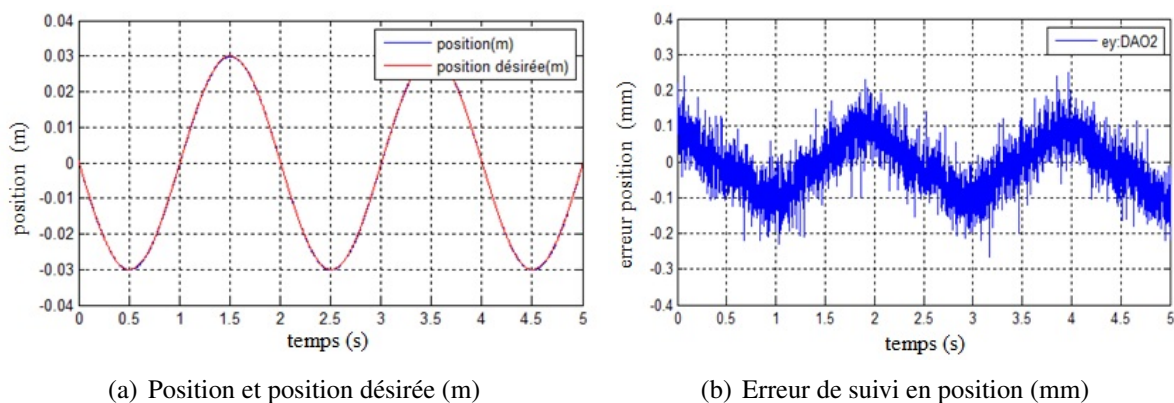 0.04
0.03
0.02
0.01
0
-0.01
-0.02
-0.03
-0.04
position (m)
position(m)
position désirée(m)
0 0.5 1 1.5 2 2.5 3 3.5 4 4.5 5
temps (s)
(a) Position et position désirée (m)
0.4
0.3
0.2
0.1
0
-0.1
-0.2
-0.3
-0.4
erreur position (mm)
ey:DAO2
0 0.5 1 1.5 2 2.5 3 3.5 4 4.5 5
temps (s)
(b) Erreur de suivi en position (mm)